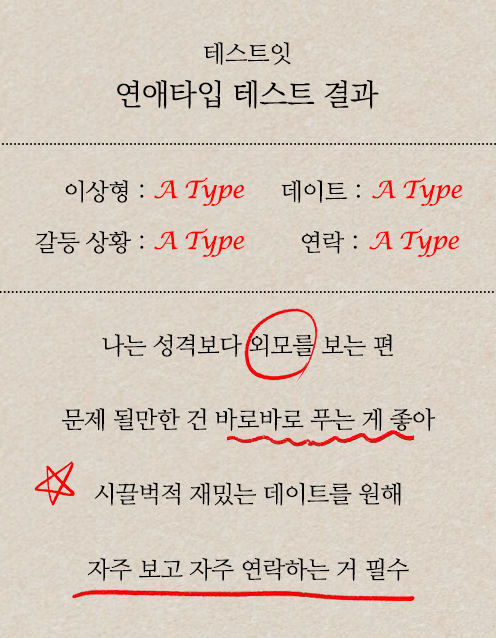 테스트잇
연애타입 테스트 결과
이상형 : A Type 데이트 : A Type
갈등 상황 : A Type 연락 : A Type
나는 성격보다 외모를 보는 편
문제 될만한 건 바로바로 푸는 게 좋아
시끌벅적 재밌는 데이트를 원해
자주 보고 자주 연락하는 거 필수